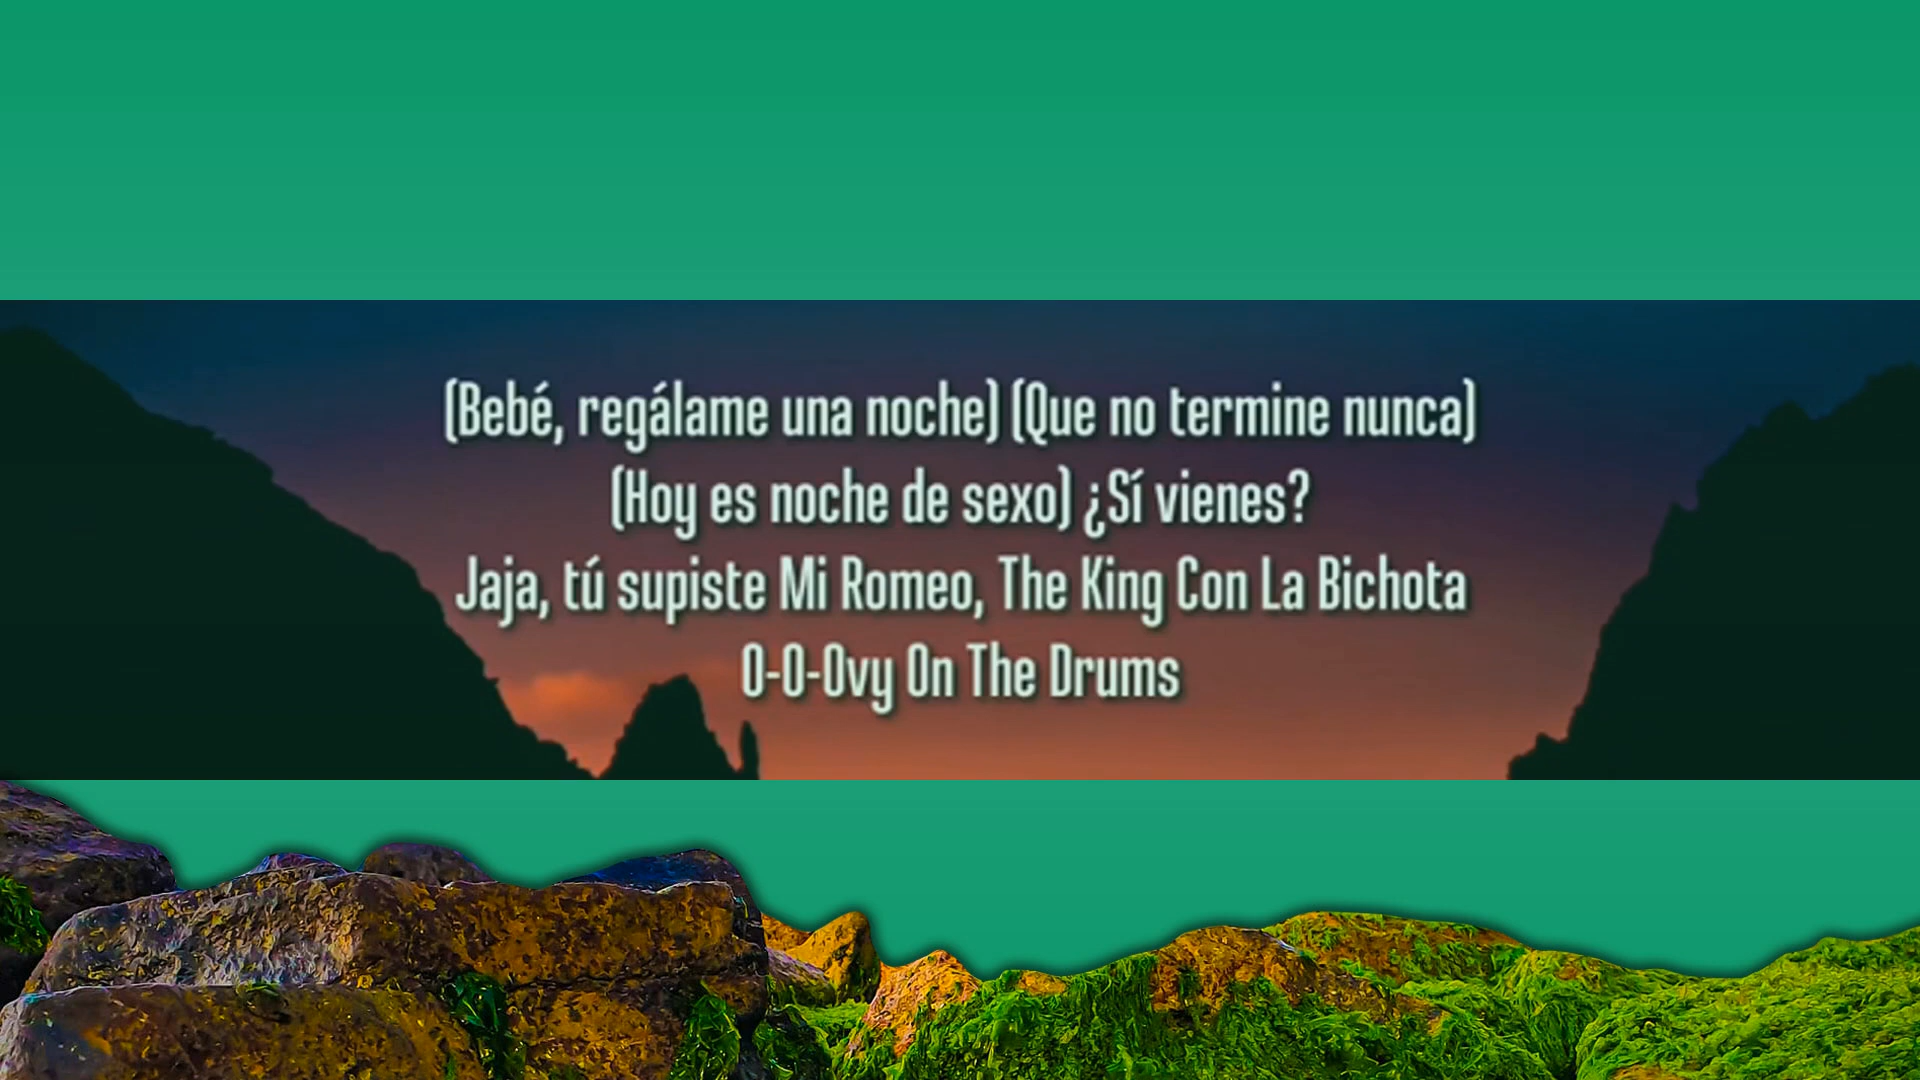 (Bebé, regálame una noche) (Que no termine nunca)
(Hoy es noche de sexo) ¿Sí vienes?
Jaja, tú supiste Mi Romeo, The King Con La Bichota
O-O-Ovy On The Drums